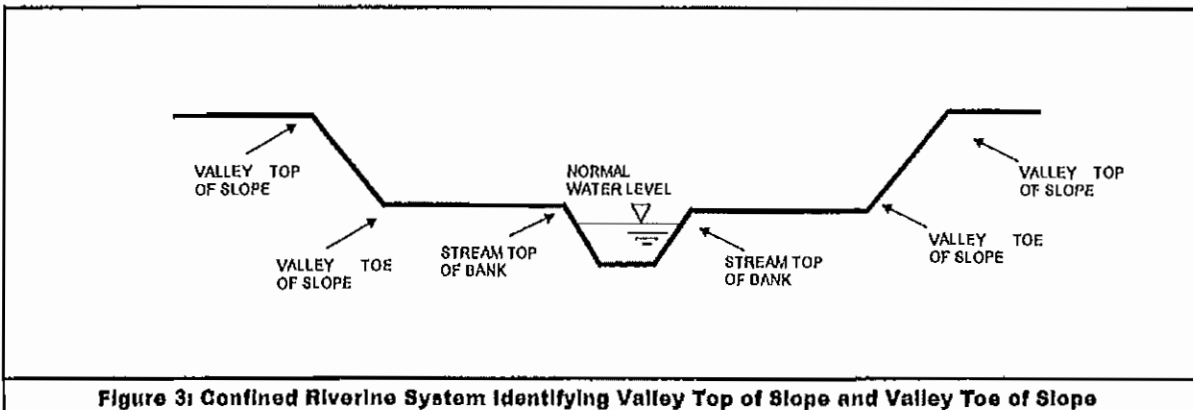 VALLEY TOP
OF SLOPE
NORMAL
WATER LEVEL
VALLEY TOP
OF SLOPE
VALLEY TOE
OF SLOPE
STREAM TOP
OF BANK
STREAM TOP
OF BANK
VALLEY TOE
OF SLOPE
Figure 3: Confined Riverine System Identifying Valley Top of Slope and Valley Toe of Slope